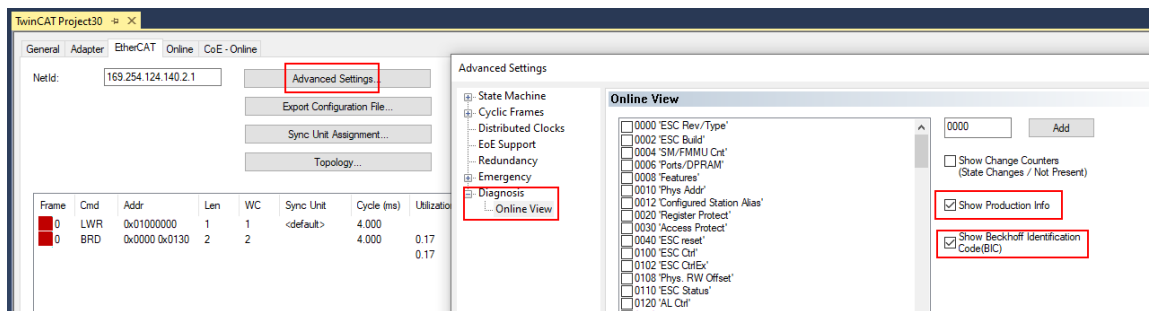 TwinCAT Project30
General Adapter EtherCAT Online CoE - Online
NetId: 169.254.124.140.2.1
Advanced Settings...
Export Configuration File...
Sync Unit Assignment...
Topology...
Frame Cmd Addr Len WC Sync Unit Cycle (ms) Utilizatio
0 LWR 0x01000000 1 1 <default> 4.000
0 BRD 0x0000 0x0130 2 2 4.000 0.17
0.17
Advanced Settings
State Machine
Cyclic Frames
Distributed Clocks
EoE Support
Redundancy
Emergency
Diagnosis
Online View
Online View
0000 'ESC Rev/Type'
0002 'ESC Build'
0004 'SM/FMMU Cnt'
0006 'Ports/DPRAM'
0008 'Features'
0010 'Phys Addr'
0012 'Configured Station Alias'
0020 'Register Protect'
0030 'Access Protect'
0040 'ESC reset'
0100 'ESC Ctrl'
0102 'ESC CtrlEx'
0108 'Phys. RW Offset'
0110 'ESC Status'
0120 'AL Ctrl'
0000 Add
Show Change Counters
(State Changes / Not Present)
Show Production Info
Show Beckhoff Identification
Code(BIC)